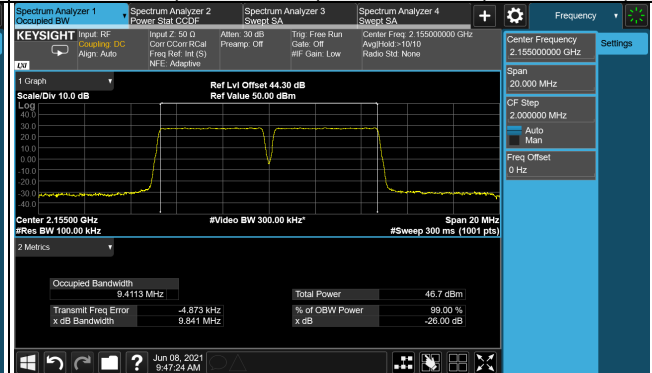 Spectrum Analyzer 1
Occupied BW
Spectrum Analyzer 2
Power Stat CCDF
Spectrum Analyzer 3
Swept SA
Spectrum Analyzer 4
Swept SA
Frequency
KEYSIGHT
Input: RF
Coupling: DC
Align: Auto
Input Z: 50 Ω
Corr CCorr RCal
Freq Ref: Int (S)
NFE: Adaptive
Atten: 30 dB
Preamp: Off
Trig: Free Run
Gate: Off
#IF Gain: Low
Center Freq: 2.155000000 GHz
Avg|Hold:>10/10
Radio Std: None
LXI
Center Frequency
2.155000000 GHz
Settings
Span
20.000 MHz
CF Step
2.000000 MHz
Auto
Man
Freq Offset
0 Hz
1 Graph
Scale/Div 10.0 dB
Ref Lvl Offset 44.30 dB
Ref Value 50.00 dBm
Log
40.0
30.0
20.0
10.0
0.00
-10.0
-20.0
-30.0
-40.0
Center 2.15500 GHz
#Res BW 100.00 kHz
#Video BW 300.00 kHz*
Span 20 MHz
#Sweep 300 ms (1001 pts)
2 Metrics
Occupied Bandwidth
9.4113 MHz
Total Power 46.7 dBm
Transmit Freq Error -4.873 kHz
% of OBW Power 99.00 %
x dB Bandwidth 9.841 MHz
x dB -26.00 dB
?
Jun 08, 2021
9:47:24 AM